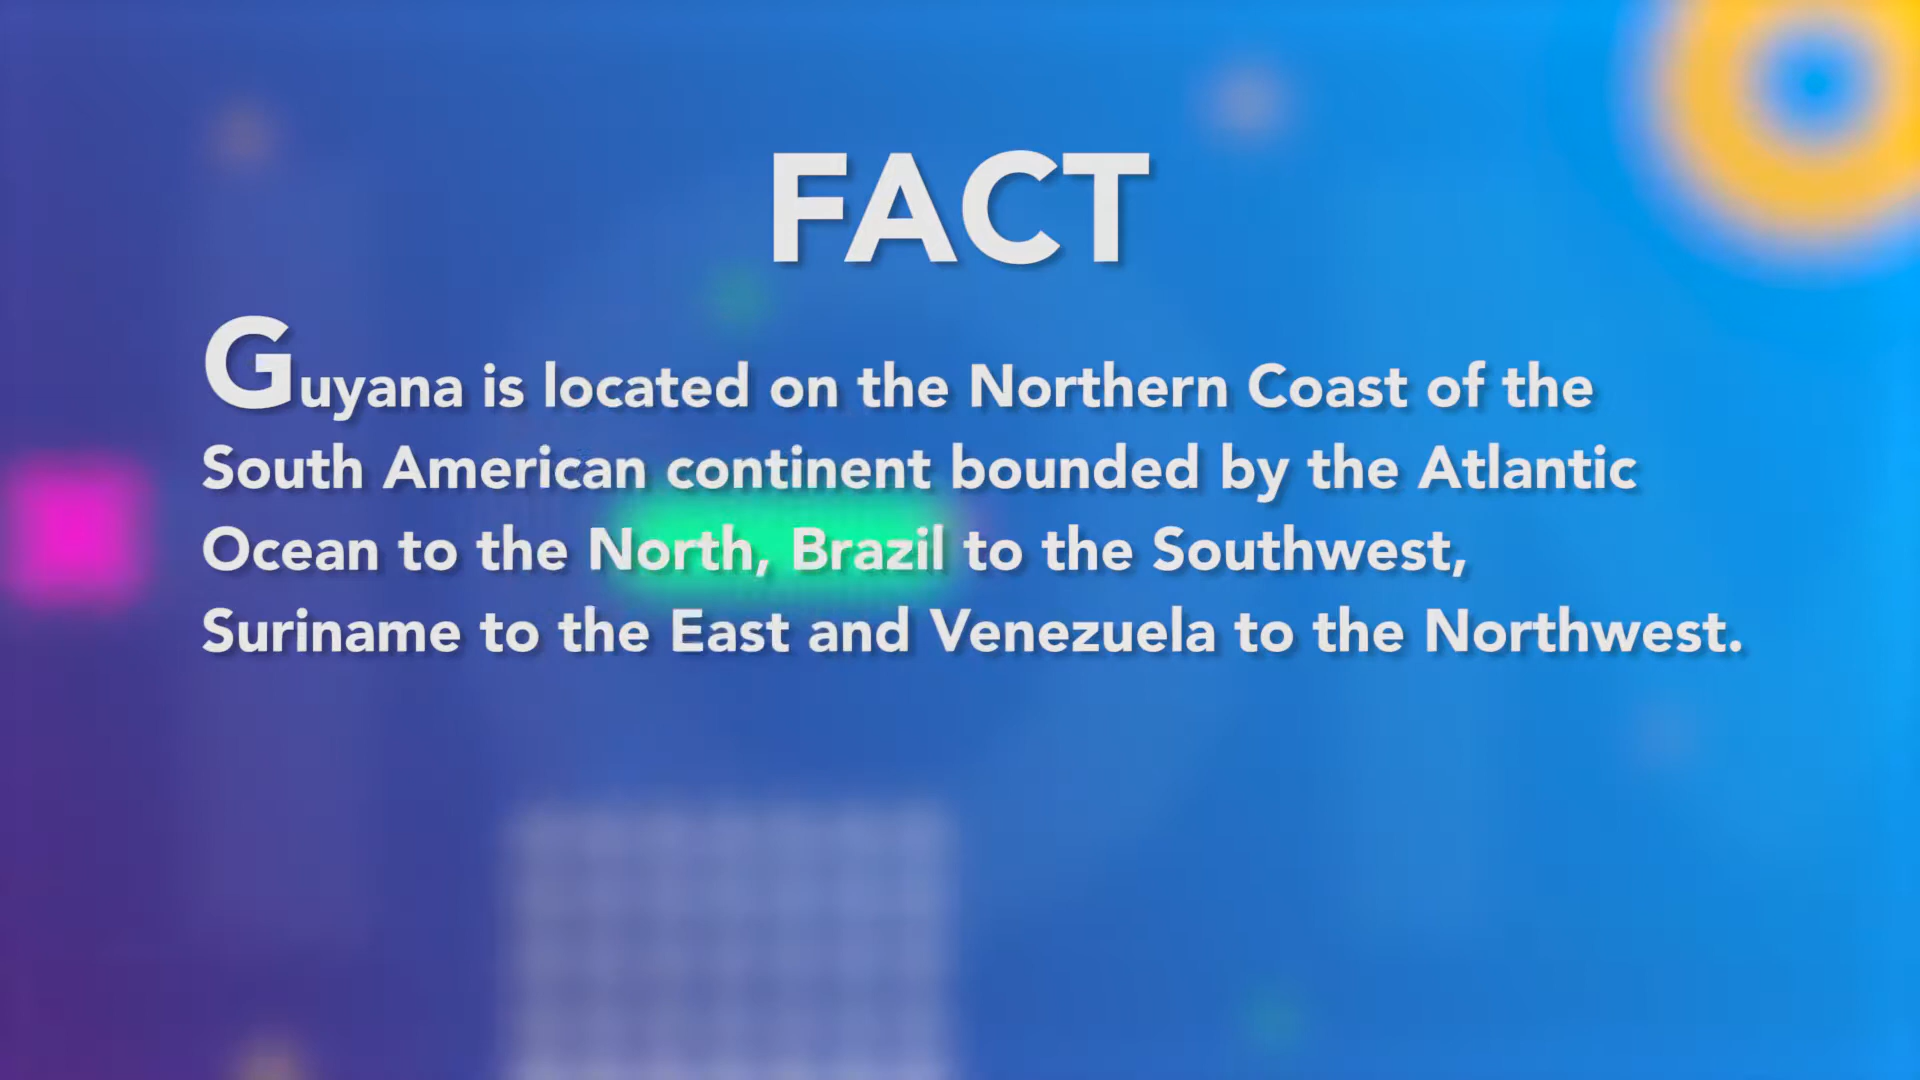 FACT
Guyana is located on the Northern Coast of the
South American continent bounded by the Atlantic
Ocean to the North, Brazil to the Southwest,
Suriname to the East and Venezuela to the Northwest.